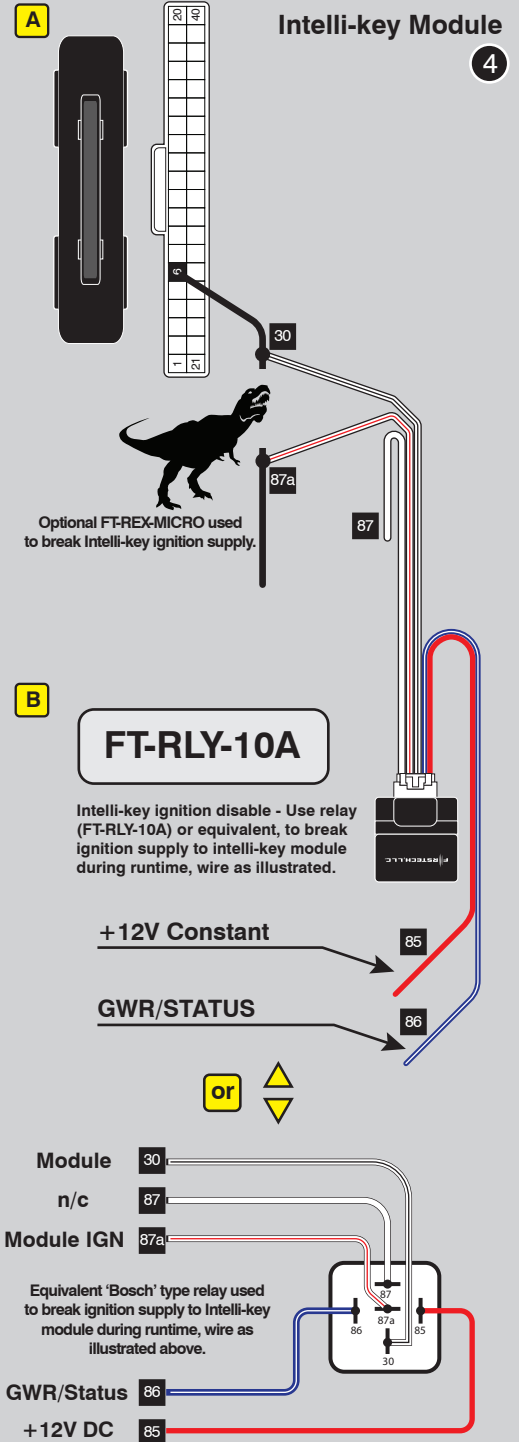 A
Intelli-key Module
4
20
40
6
1
21
30
87a
Optional FT-REX-MICRO used
to break Intelli-key ignition supply.
87
B
FT-RLY-10A
Intelli-key ignition disable - Use relay
(FT-RLY-10A) or equivalent, to break
ignition supply to intelli-key module
during runtime, wire as illustrated.
FIRSTECH,LLC
+12V Constant
85
GWR/STATUS
86
or
Module 30
n/c 87
Module IGN 87a
Equivalent ‘Bosch’ type relay used
to break ignition supply to Intelli-key
module during runtime, wire as
illustrated above.
87
86
87a
85
30
GWR/Status 86
+12V DC 85